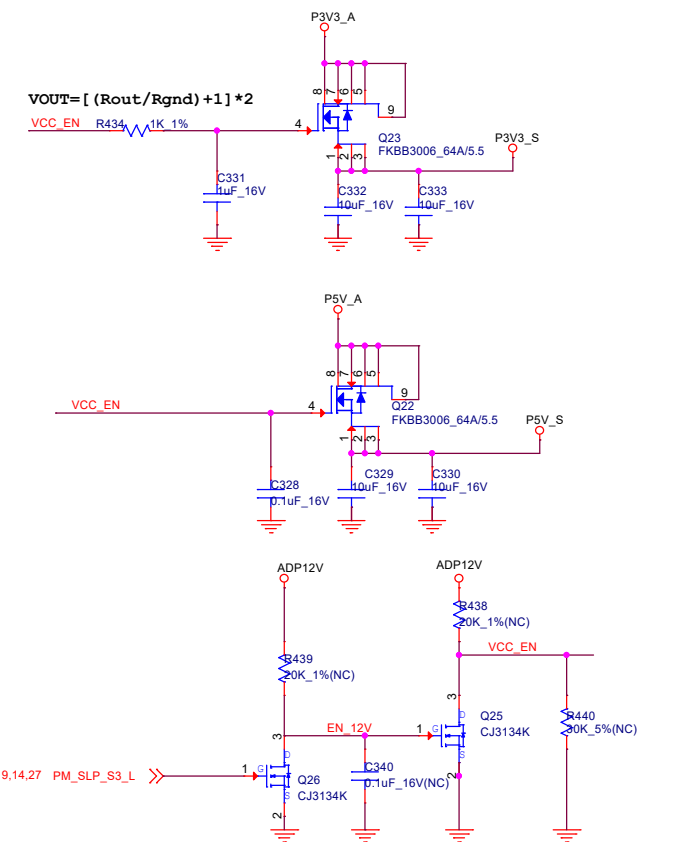 P3V3_A
8 7 6 5
VOUT=[(Rout/Rgnd)+1]*2
9
VCC_EN R434 1K_1% 4
Q23
FKBB3006_64A/5.5
P3V3_S
1 2 3
C331
1uF_16V
C332
10uF_16V
C333
10uF_16V
P5V_A
8 7 6 5
9
VCC_EN 4
Q22
FKBB3006_64A/5.5
P5V_S
1 2 3
C328
0.1uF_16V
C329
10uF_16V
C330
10uF_16V
ADP12V
ADP12V
R438
20K_1%(NC)
VCC_EN
R439
20K_1%(NC)
3
D
Q25
CJ3134K
R440
30K_5%(NC)
EN_12V 1 G
S
2
3
D
9,14,27 PM_SLP_S3_L 1 G
Q26
CJ3134K
S
2
C340
0.1uF_16V(NC)